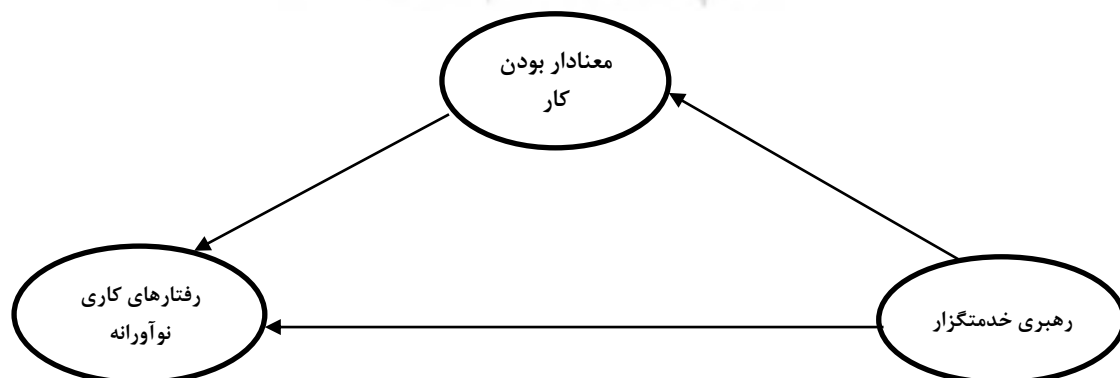 معنادار بودن
کار
رهبری خدمتگزار
رفتارهای کاری
نوآورانه